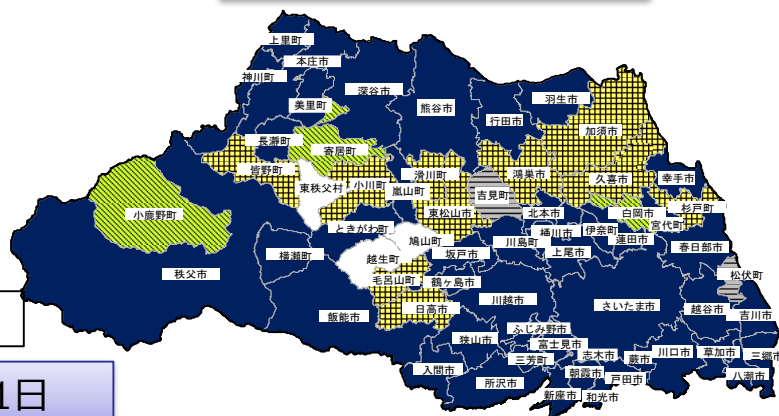 上里町
本庄市
神川町
深谷市
美里町
熊谷市
羽生市
行田市
加須市
長瀞町
寄居町
皆野町
東秩父村
小川町
嵐山町
滑川町
吉見町
鴻巣市
久喜市
幸手市
小鹿野町
東松山市
北本市
白岡市
杉戸町
宮代町
ときがわ町
桶川市
伊奈町
蓮田市
春日部市
横瀬町
越生町
鳩山町
坂戸市
川島町
上尾市
松伏町
秩父市
毛呂山町
鶴ヶ島市
日高市
川越市
さいたま市
越谷市
吉川市
飯能市
狭山市
ふじみ野市
富士見市
三芳町
志木市
蕨市
川口市
草加市
三郷市
入間市
所沢市
朝霞市
戸田市
八潮市
新座市
和光市
1日